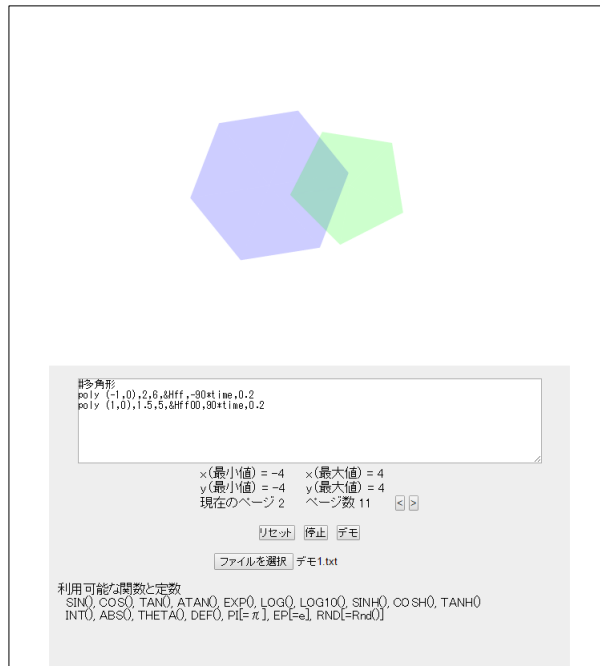 #多角形
poly (-1,0),2,6,&Hff,-90*time,0.2
poly (1,0),1.5,5,&Hff00,90*time,0.2
x(最小値) = -4 x(最大値) = 4
y(最小値) = -4 y(最大値) = 4
現在のページ 2 ページ数 11 < >
リセット 停止 デモ
ファイルを選択 デモ1.txt
利用可能な関数と定数
SIN(), COS(), TAN(), ATAN(), EXP(), LOG(), LOG10(), SINH(), COSH(), TANH()
INT(), ABS(), THETA(), DEF(), PI[=π], EP[=e], RND[=Rnd()]